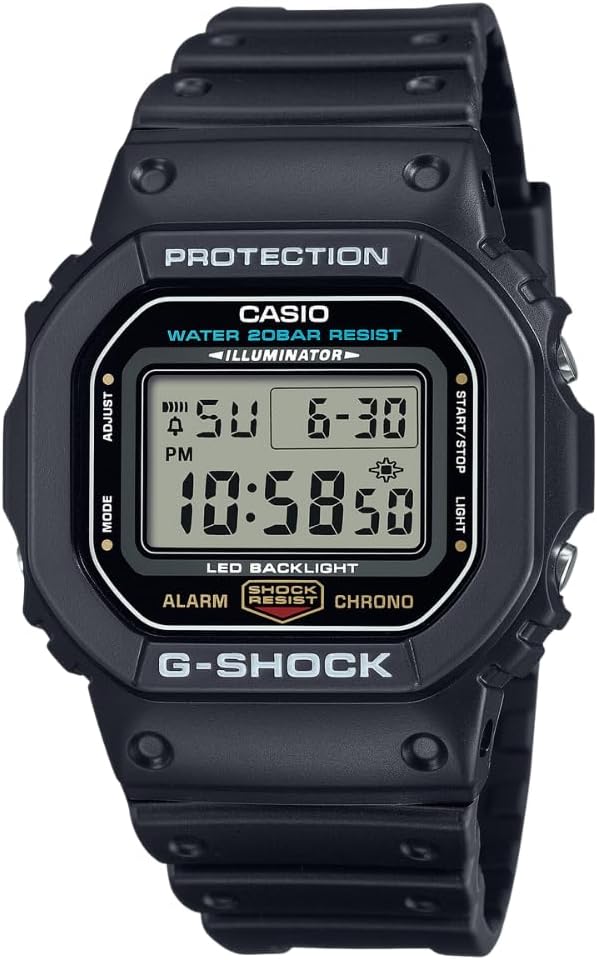 PROTECTION
CASIO
WATER 20BAR RESIST
ILLUMINATOR
ADJUST
MODE
SU 6-30
PM
10:58 50
START/STOP
LIGHT
LED BACKLIGHT
ALARM SHOCK RESIST CHRONO
G-SHOCK